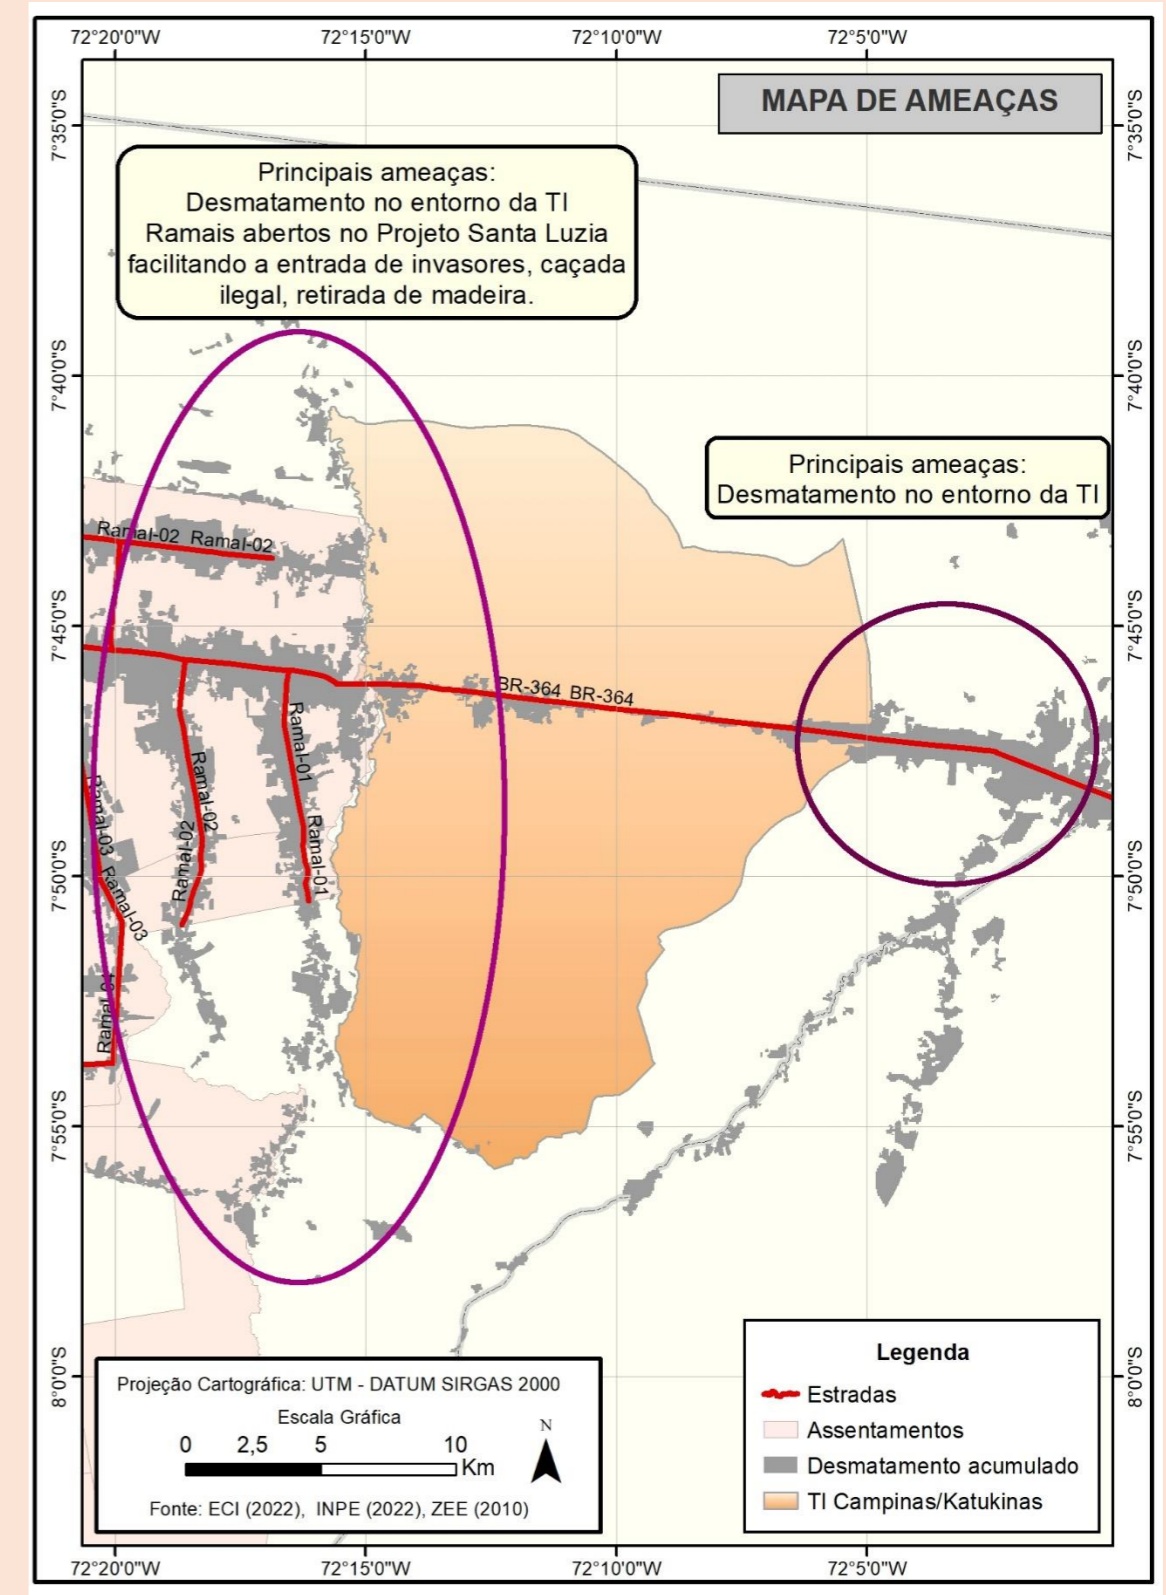 72°20'0"W 72°15'0"W 72°10'0"W 72°5'0"W
MAPA DE AMEAÇAS
7°35'0"S 7°35'0"S
Principais ameaças:
Desmatamento no entorno da TI
Ramais abertos no Projeto Santa Luzia
facilitando a entrada de invasores, caçada
ilegal, retirada de madeira.
7°40'0"S 7°40'0"S
Principais ameaças:
Desmatamento no entorno da TI
Ramal-02 Ramal-02
7°45'0"S 7°45'0"S
BR-364 BR-364
Ramal-01
Ramal-01
Ramal-02
Ramal-02
Ramal-03
Ramal-03
7°50'0"S 7°50'0"S
7°55'0"S 7°55'0"S
8°0'0"S 8°0'0"S
Projeção Cartográfica: UTM - DATUM SIRGAS 2000
Escala Gráfica
0 2,5 5 10
Km
N
Fonte: ECI (2022), INPE (2022), ZEE (2010)
Legenda
Estradas
Assentamentos
Desmatamento acumulado
TI Campinas/Katukinas
72°20'0"W 72°15'0"W 72°10'0"W 72°5'0"W